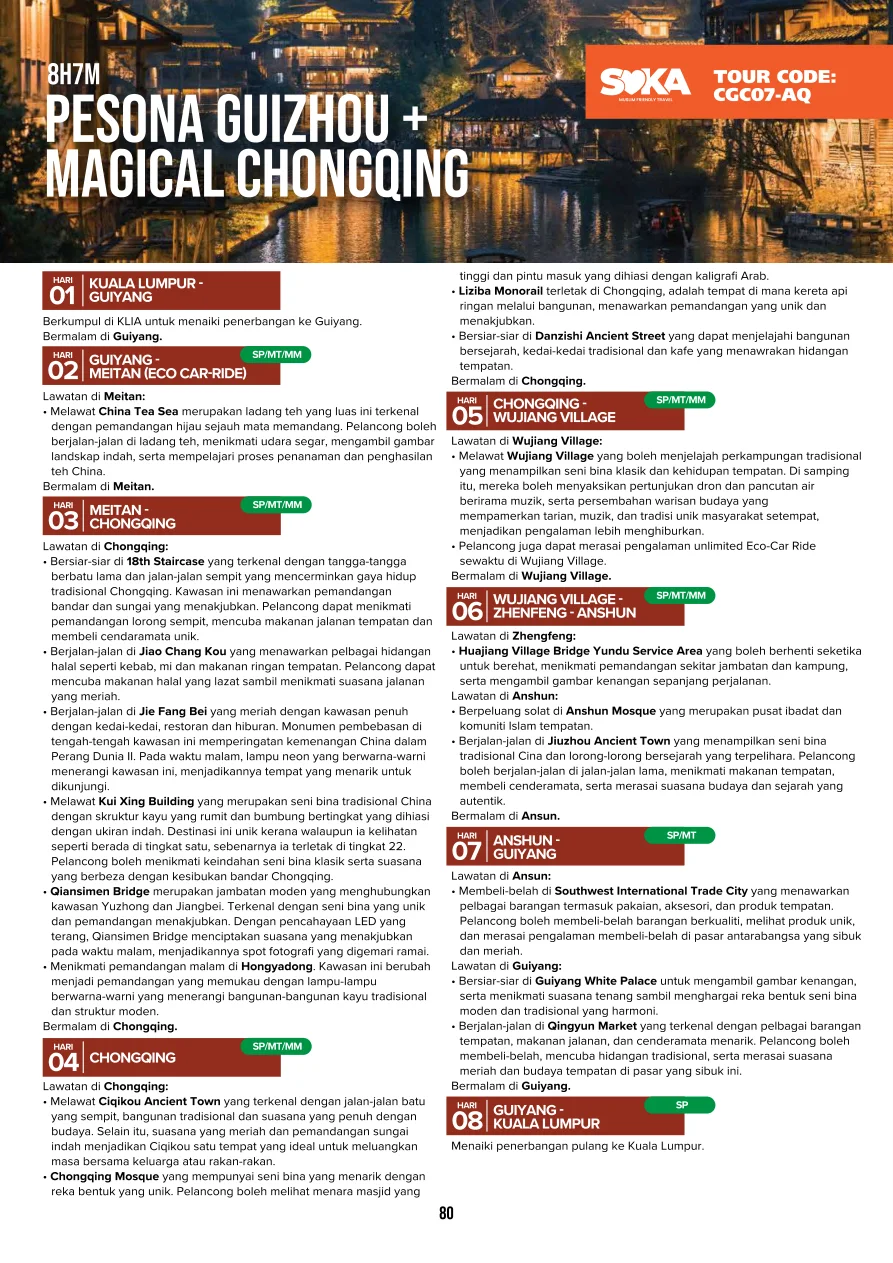 8H7M
PESONA GUIZHOU +
MAGICAL CHONGQING
SOKA
MUSLIM FRIENDLY TRAVEL
TOUR CODE:
CGC07-AQ
HARI
01
KUALA LUMPUR -
GUIYANG
Berkumpul di KLIA untuk menaiki penerbangan ke Guiyang.
Bermalam di Guiyang.
HARI
02
GUIYANG -
MEITAN (ECO CAR-RIDE)
SP/MT/MM
Lawatan di Meitan:
• Melawat China Tea Sea merupakan ladang teh yang luas ini terkenal
dengan pemandangan hijau sejauh mata memandang. Pelancong boleh
berjalan-jalan di ladang teh, menikmati udara segar, mengambil gambar
landskap indah, serta mempelajari proses penanaman dan penghasilan
teh China.
Bermalam di Meitan.
HARI
03
MEITAN -
CHONGQING
SP/MT/MM
Lawatan di Chongqing:
• Bersiar-siar di 18th Staircase yang terkenal dengan tangga-tangga
berbatu lama dan jalan-jalan sempit yang mencerminkan gaya hidup
tradisional Chongqing. Kawasan ini menawarkan pemandangan
bandar dan sungai yang menakjubkan. Pelancong dapat menikmati
pemandangan lorong sempit, mencuba makanan jalanan tempatan dan
membeli cendaramata unik.
• Berjalan-jalan di Jiao Chang Kou yang menawarkan pelbagai hidangan
halal seperti kebab, mi dan makanan ringan tempatan. Pelancong dapat
mencuba makanan halal yang lazat sambil menikmati suasana jalanan
yang meriah.
• Berjalan-jalan di Jie Fang Bei yang meriah dengan kawasan penuh
dengan kedai-kedai, restoran dan hiburan. Monumen pembebasan di
tengah-tengah kawasan ini memperingatan kemenangan China dalam
Perang Dunia II. Pada waktu malam, lampu neon yang berwarna-warni
menerangi kawasan ini, menjadikannya tempat yang menarik untuk
dikunjungi.
• Melawat Kui Xing Building yang merupakan seni bina tradisional China
dengan skruktur kayu yang rumit dan bumbung bertingkat yang dihiasi
dengan ukiran indah. Destinasi ini unik kerana walaupun ia kelihatan
seperti berada di tingkat satu, sebenarnya ia terletak di tingkat 22.
Pelancong boleh menikmati keindahan seni bina klasik serta suasana
yang berbeza dengan kesibukan bandar Chongqing.
• Qiansimen Bridge merupakan jambatan moden yang menghubungkan
kawasan Yuzhong dan Jiangbei. Terkenal dengan seni bina yang unik
dan pemandangan menakjubkan. Dengan pencahayaan LED yang
terang, Qiansimen Bridge menciptakan suasana yang menakjubkan
pada waktu malam, menjadikannya spot fotografi yang digemari ramai.
• Menikmati pemandangan malam di Hongyadong. Kawasan ini berubah
menjadi pemandangan yang memukau dengan lampu-lampu
berwarna-warni yang menerangi bangunan-bangunan kayu tradisional
dan struktur moden.
Bermalam di Chongqing.
HARI
04
CHONGQING
SP/MT/MM
Lawatan di Chongqing:
• Melawat Ciqikou Ancient Town yang terkenal dengan jalan-jalan batu
yang sempit, bangunan tradisional dan suasana yang penuh dengan
budaya. Selain itu, suasana yang meriah dan pemandangan sungai
indah menjadikan Ciqikou satu tempat yang ideal untuk meluangkan
masa bersama keluarga atau rakan-rakan.
• Chongqing Mosque yang mempunyai seni bina yang menarik dengan
reka bentuk yang unik. Pelancong boleh melihat menara masjid yang
tinggi dan pintu masuk yang dihiasi dengan kaligrafi Arab.
• Liziba Monorail terletak di Chongqing, adalah tempat di mana kereta api
ringan melalui bangunan, menawarkan pemandangan yang unik dan
menakjubkan.
• Bersiar-siar di Danzishi Ancient Street yang dapat menjelajahi bangunan
bersejarah, kedai-kedai tradisional dan kafe yang menawrakan hidangan
tempatan.
Bermalam di Chongqing.
HARI
05
CHONGQING -
WUJIANG VILLAGE
SP/MT/MM
Lawatan di Wujiang Village:
• Melawat Wujiang Village yang boleh menjelajah perkampungan tradisional
yang menampilkan seni bina klasik dan kehidupan tempatan. Di samping
itu, mereka boleh menyaksikan pertunjukan dron dan pancutan air
berirama muzik, serta persembahan warisan budaya yang
mempamerkan tarian, muzik, dan tradisi unik masyarakat setempat,
menjadikan pengalaman lebih menghiburkan.
• Pelancong juga dapat merasai pengalaman unlimited Eco-Car Ride
sewaktu di Wujiang Village.
Bermalam di Wujiang Village.
HARI
06
WUJIANG VILLAGE -
ZHENFENG - ANSHUN
SP/MT/MM
Lawatan di Zhengfeng:
• Huajiang Village Bridge Yundu Service Area yang boleh berhenti seketika
untuk berehat, menikmati pemandangan sekitar jambatan dan kampung,
serta mengambil gambar kenangan sepanjang perjalanan.
Lawatan di Anshun:
• Berpeluang solat di Anshun Mosque yang merupakan pusat ibadat dan
komuniti Islam tempatan.
• Berjalan-jalan di Jiuzhou Ancient Town yang menampilkan seni bina
tradisional Cina dan lorong-lorong bersejarah yang terpelihara. Pelancong
boleh berjalan-jalan di jalan-jalan lama, menikmati makanan tempatan,
membeli cenderamata, serta merasai suasana budaya dan sejarah yang
autentik.
Bermalam di Ansun.
HARI
07
ANSHUN -
GUIYANG
SP/MT
Lawatan di Ansun:
• Membeli-belah di Southwest International Trade City yang menawarkan
pelbagai barangan termasuk pakaian, aksesori, dan produk tempatan.
Pelancong boleh membeli-belah barangan berkualiti, melihat produk unik,
dan merasai pengalaman membeli-belah di pasar antarabangsa yang sibuk
dan meriah.
Lawatan di Guiyang:
• Bersiar-siar di Guiyang White Palace untuk mengambil gambar kenangan,
serta menikmati suasana tenang sambil menghargai reka bentuk seni bina
moden dan tradisional yang harmoni.
• Berjalan-jalan di Qingyun Market yang terkenal dengan pelbagai barangan
tempatan, makanan jalanan, dan cenderamata menarik. Pelancong boleh
membeli-belah, mencuba hidangan tradisional, serta merasai suasana
meriah dan budaya tempatan di pasar yang sibuk ini.
Bermalam di Guiyang.
HARI
08
GUIYANG -
KUALA LUMPUR
SP
Menaiki penerbangan pulang ke Kuala Lumpur.
80